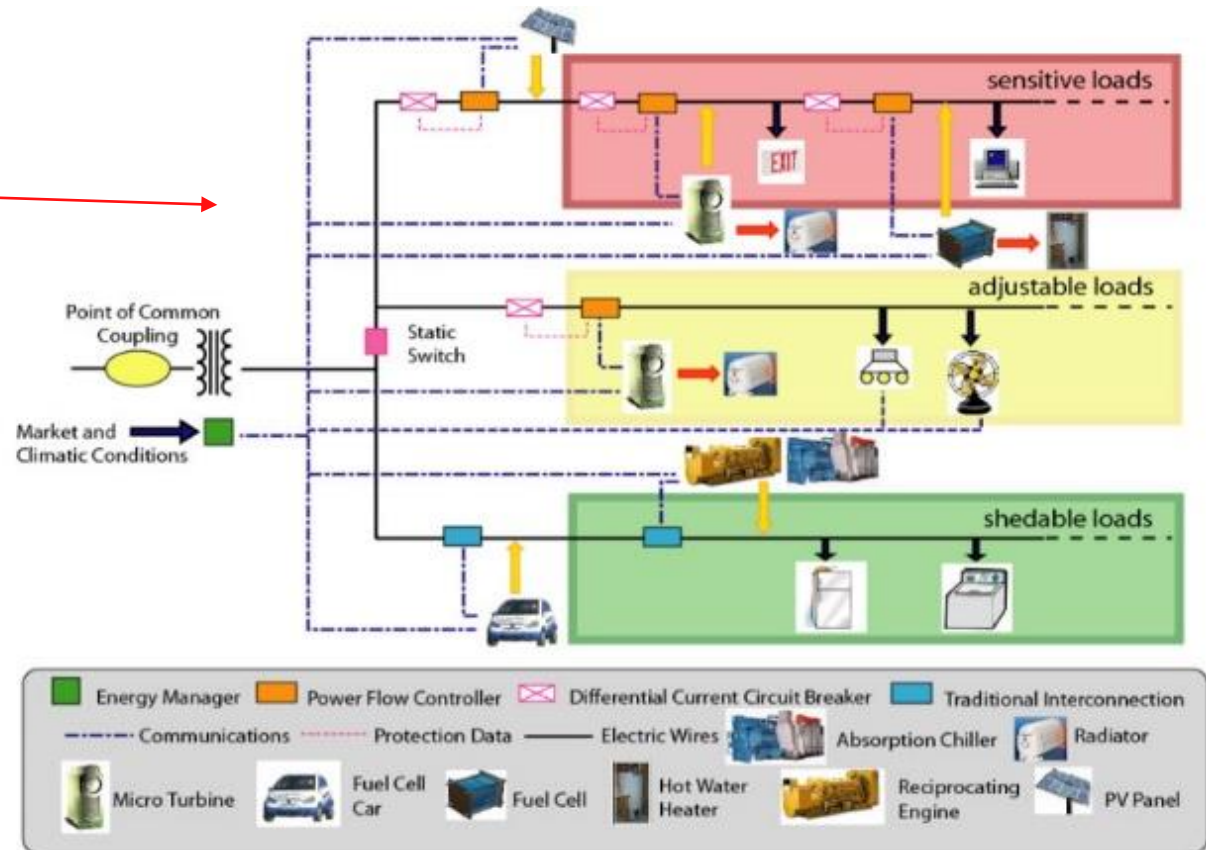 sensitive loads
EXIT
adjustable loads
Point of Common
Coupling
Static
Switch
Market and
Climatic Conditions
shedable loads
Energy Manager
Power Flow Controller
Differential Current Circuit Breaker
Traditional Interconnection
Communications
Protection Data
Electric Wires
Absorption Chiller
Radiator
Micro Turbine
Fuel Cell
Car
Fuel Cell
Hot Water
Heater
Reciprocating
Engine
PV Panel